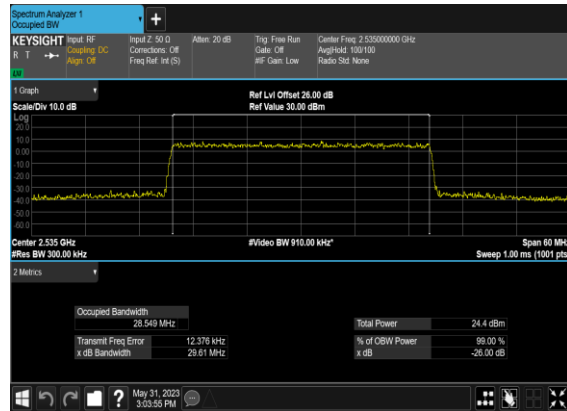 Spectrum Analyzer 1
Occupied BW
+
KEYSIGHT Input: RF Input Z: 50 Ω Atten: 20 dB Trig: Free Run Center Freq: 2.535000000 GHz
R T Coupling: DC Corrections: Off Gate: Off Avg|Hold: 100/100
Align: Off Freq Ref: Int (S) #IF Gain: Low Radio Std: None
1 Graph
Ref Lvl Offset 26.00 dB
Scale/Div 10.0 dB Ref Value 30.00 dBm
Log
20.0
10.0
0.00
-10.0
-20.0
-30.0
-40.0
-50.0
-60.0
Center 2.535 GHz #Video BW 910.00 kHz* Span 60 MHz
#Res BW 300.00 kHz Sweep 1.00 ms (1001 pts
2 Metrics
Occupied Bandwidth
28.549 MHz Total Power 24.4 dBm
Transmit Freq Error 12.376 kHz % of OBW Power 99.00 %
x dB Bandwidth 29.61 MHz x dB -26.00 dB
? May 31, 2023
3:03:55 PM